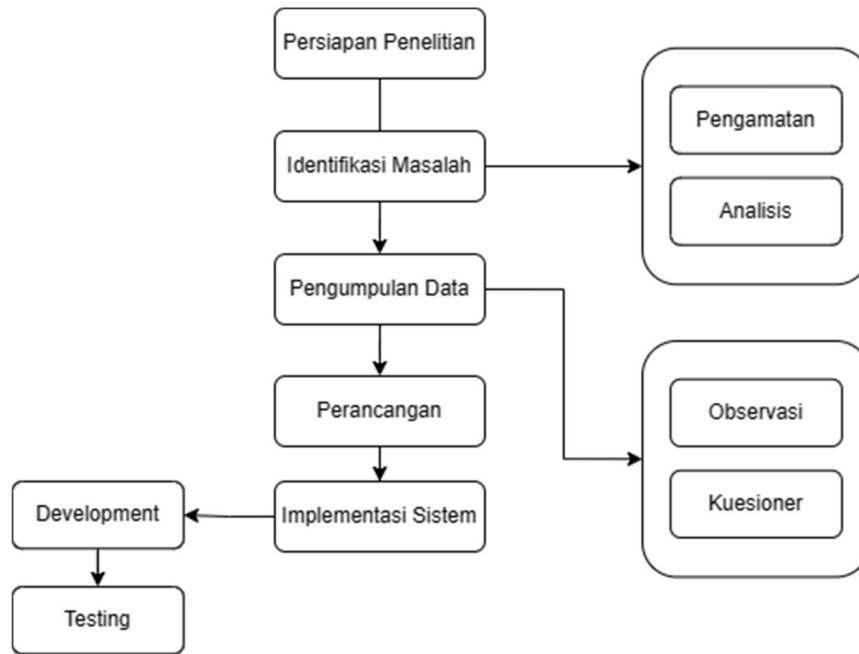 Persiapan Penelitian
Identifikasi Masalah
Pengamatan
Analisis
Pengumpulan Data
Observasi
Kuesioner
Perancangan
Implementasi Sistem
Development
Testing